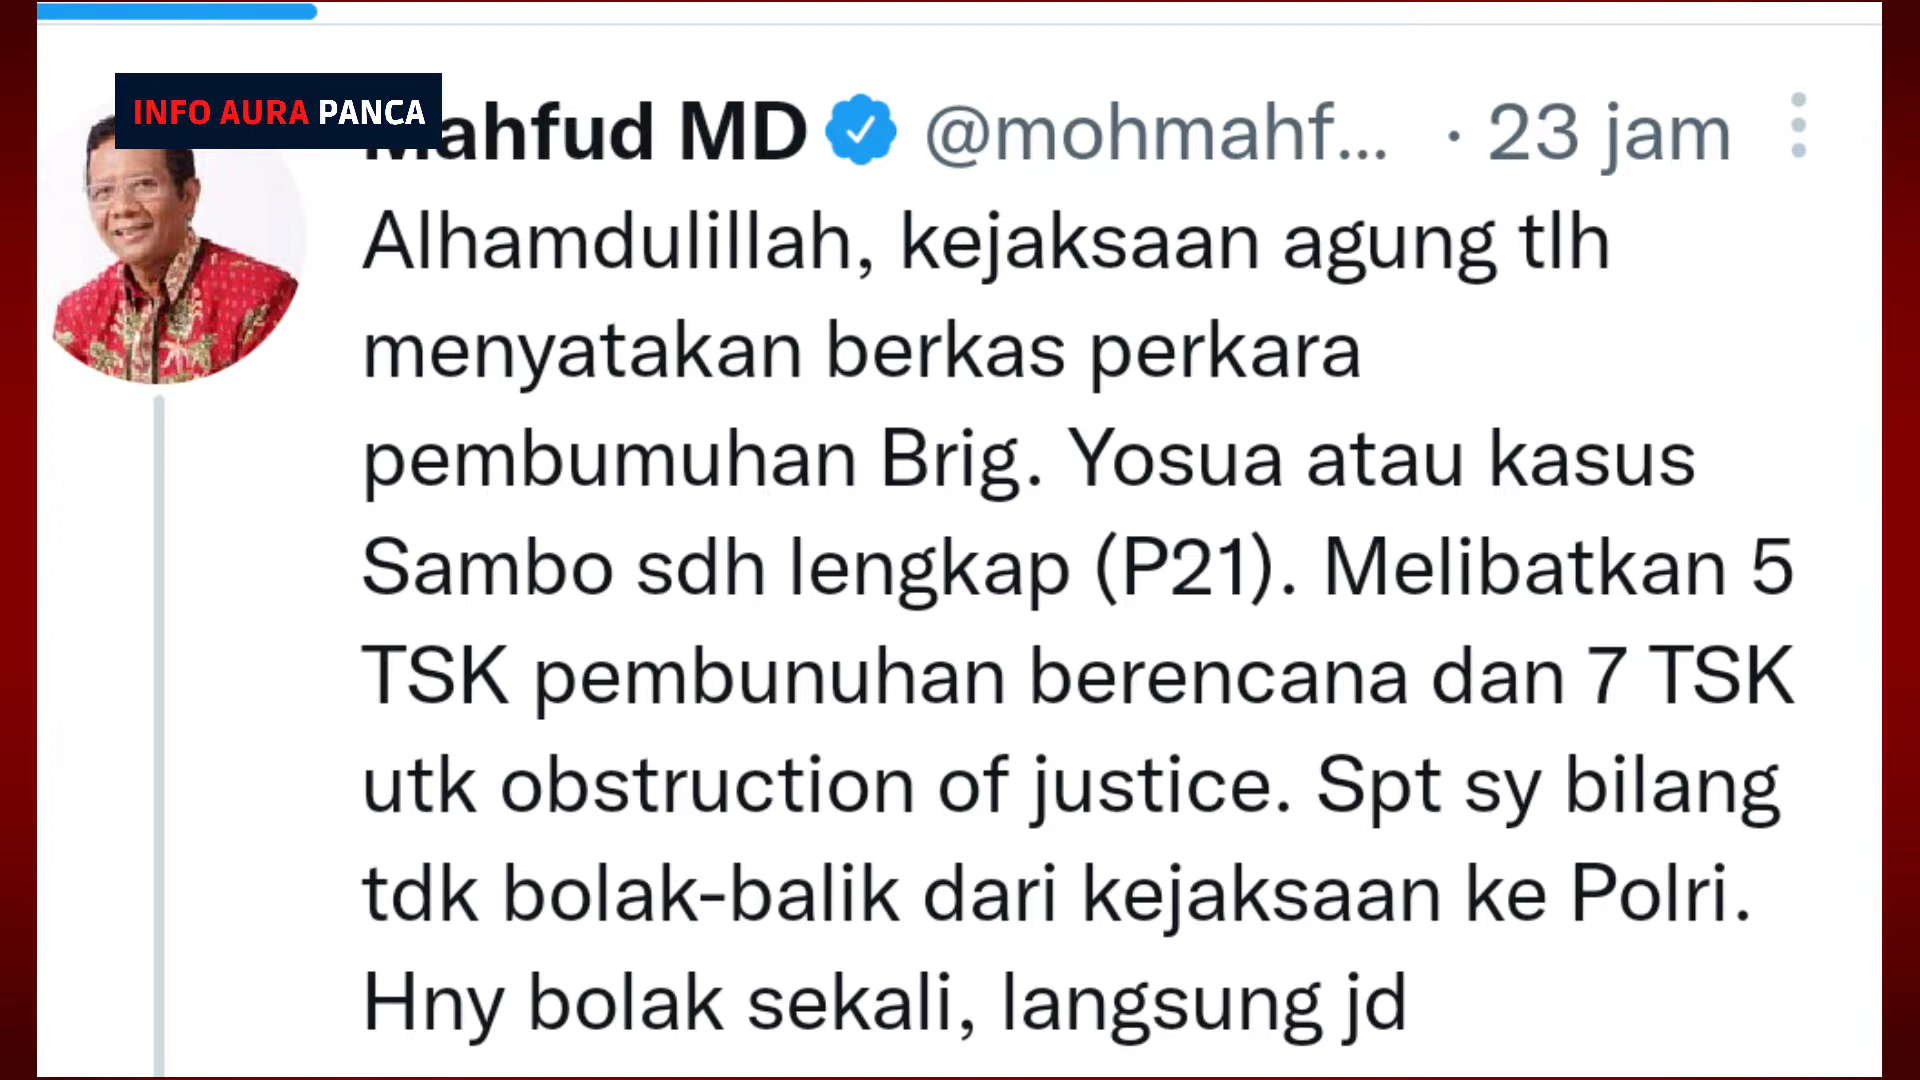 INFO AURA PANCA
Mahfud MD @mohmahf... · 23 jam
Alhamdulillah, kejaksaan agung tlh
menyatakan berkas perkara
pembumuhan Brig. Yosua atau kasus
Sambo sdh lengkap (P21). Melibatkan 5
TSK pembunuhan berencana dan 7 TSK
utk obstruction of justice. Spt sy bilang
tdk bolak-balik dari kejaksaan ke Polri.
Hny bolak sekali, langsung jd